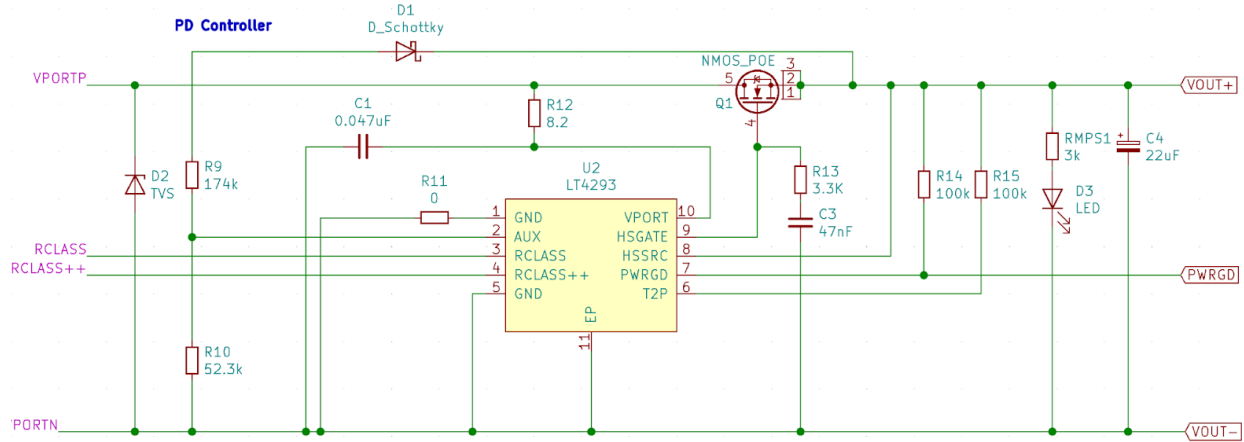 PD Controller
D1
D_Schottky
VPORTP
NMOS_POE
3
5
2
1
Q1
4
VOUT+
C1
0.047uF
R12
8.2
RMPS1
3k
C4
22uF
+
D2
TVS
R9
174k
R11
0
U2
LT4293
R13
3.3K
R14
100k
R15
100k
D3
LED
C3
47nF
1
GND
VPORT
10
2
AUX
HSGATE
9
RCLASS
3
RCLASS
HSSRC
8
RCLASS++
4
RCLASS++
PWRGD
7
PWRGD
5
GND
T2P
6
EP
11
R10
52.3k
PORTN
VOUT-